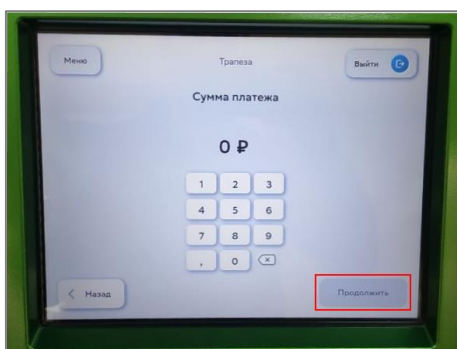 Меню
Трапеза
Выйти
Сумма платежа
0 ₽
1 2 3
4 5 6
7 8 9
, 0
Назад
Продолжить